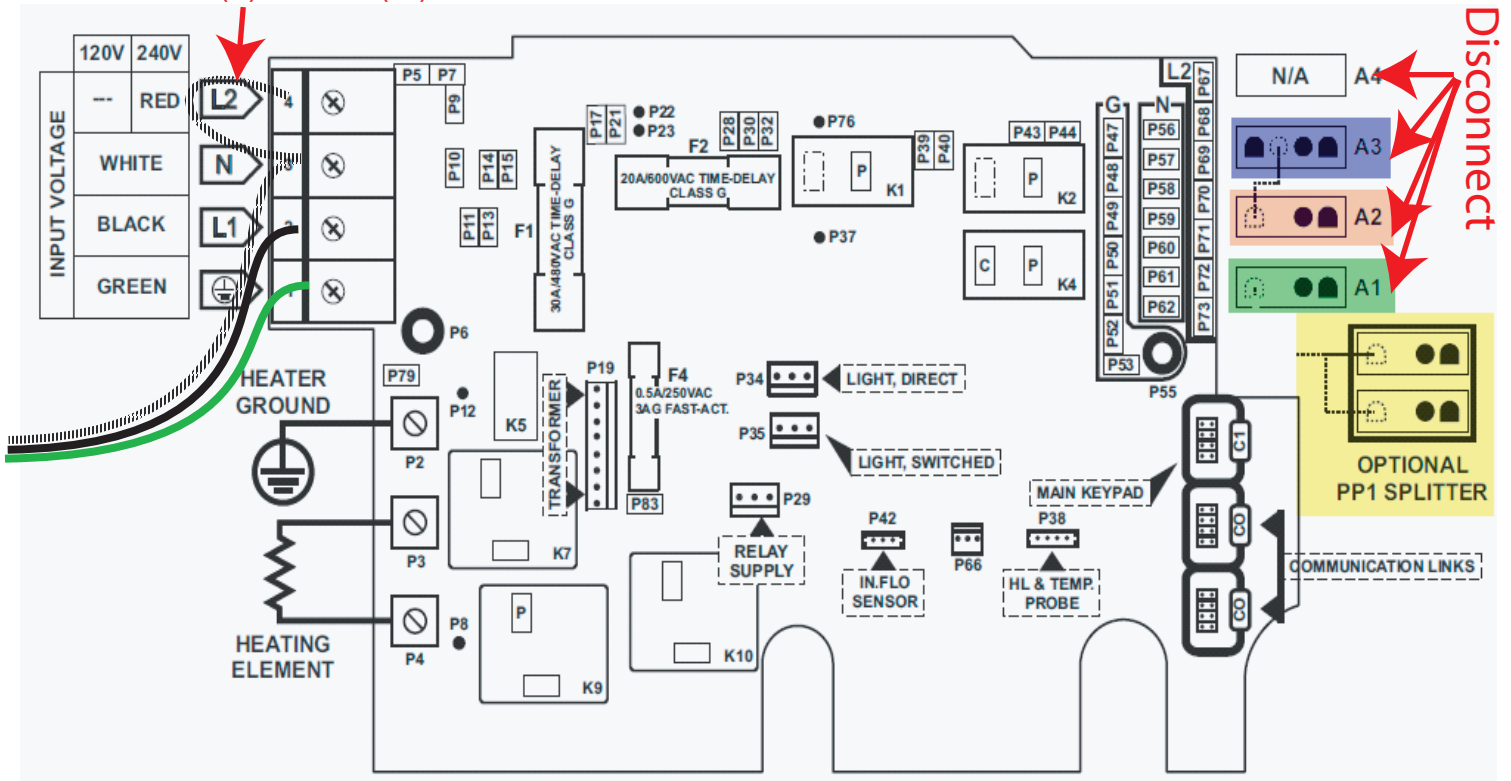 120V 240V
INPUT VOLTAGE
--- RED
WHITE
BLACK
GREEN
L2
N
L1
4
3
2
1
P5 P7
P9
P10
P14
P15
P11
P13
F1
30A/480VAC TIME-DELAY
CLASS G
P17
P21
P22
P23
F2
20A/600VAC TIME-DELAY
CLASS G
P28
P30
P32
P76
P
K1
P37
P39
P40
P43 P44
P
K2
C P
K4
G
P47
P48
P49
P50
P51
P52
P53
N
P56
P57
P58
P59
P60
P61
P62
L2
P67
P68
P69
P70
P71
P72
P73
P55
N/A A4
A3
A2
A1
Disconnect
OPTIONAL
PP1 SPLITTER
P6
P79
P12
HEATER
GROUND
P2
P3
P4
P8
HEATING
ELEMENT
K5
K7
P
K9
K10
TRANSFORMER
P19
F4
0.5A/250VAC
3AG FAST-ACT.
P83
P34
LIGHT, DIRECT
P35
LIGHT, SWITCHED
P29
RELAY
SUPPLY
P42
IN.FLO
SENSOR
P66
P38
HL & TEMP.
PROBE
MAIN KEYPAD
C1
CO
CO
COMMUNICATION LINKS